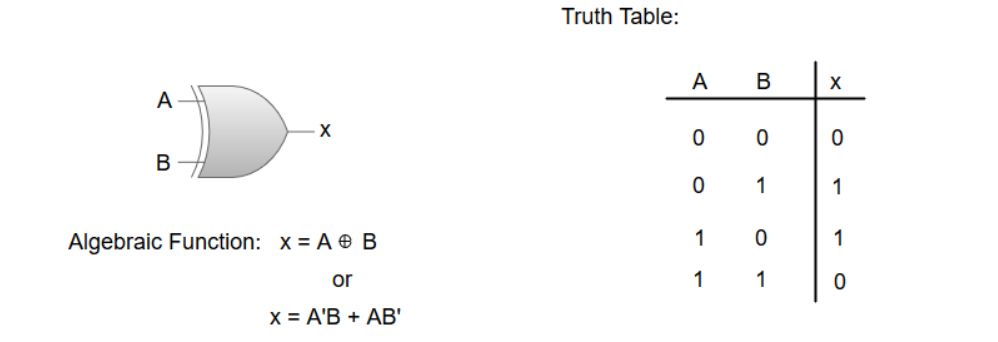 Truth Table:
A
B
x
Algebraic Function: x = A ⊕ B
or
x = A'B + AB'
A B x
0 0 0
0 1 1
1 0 1
1 1 0